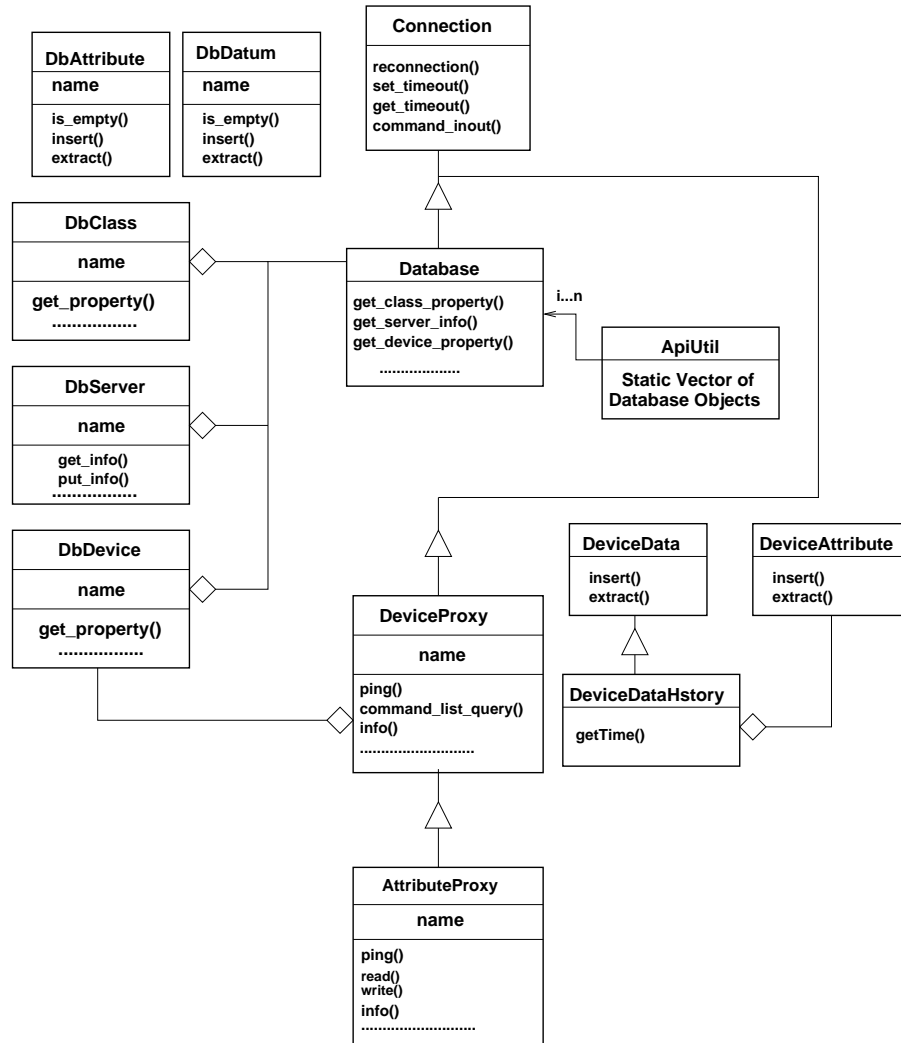 Connection
reconnection()
set_timeout()
get_timeout()
command_inout()
DbAttribute
name
is_empty()
insert()
extract()
DbDatum
name
is_empty()
insert()
extract()
DbClass
name
get_property()
.................
Database
get_class_property()
get_server_info()
get_device_property()
...................
i...n
ApiUtil
Static Vector of
Database Objects
DbServer
name
get_info()
put_info()
.................
DbDevice
name
get_property()
.................
DeviceProxy
name
ping()
command_list_query()
info()
...........................
DeviceData
insert()
extract()
DeviceAttribute
insert()
extract()
DeviceDataHstory
getTime()
AttributeProxy
name
ping()
read()
write()
info()
...........................